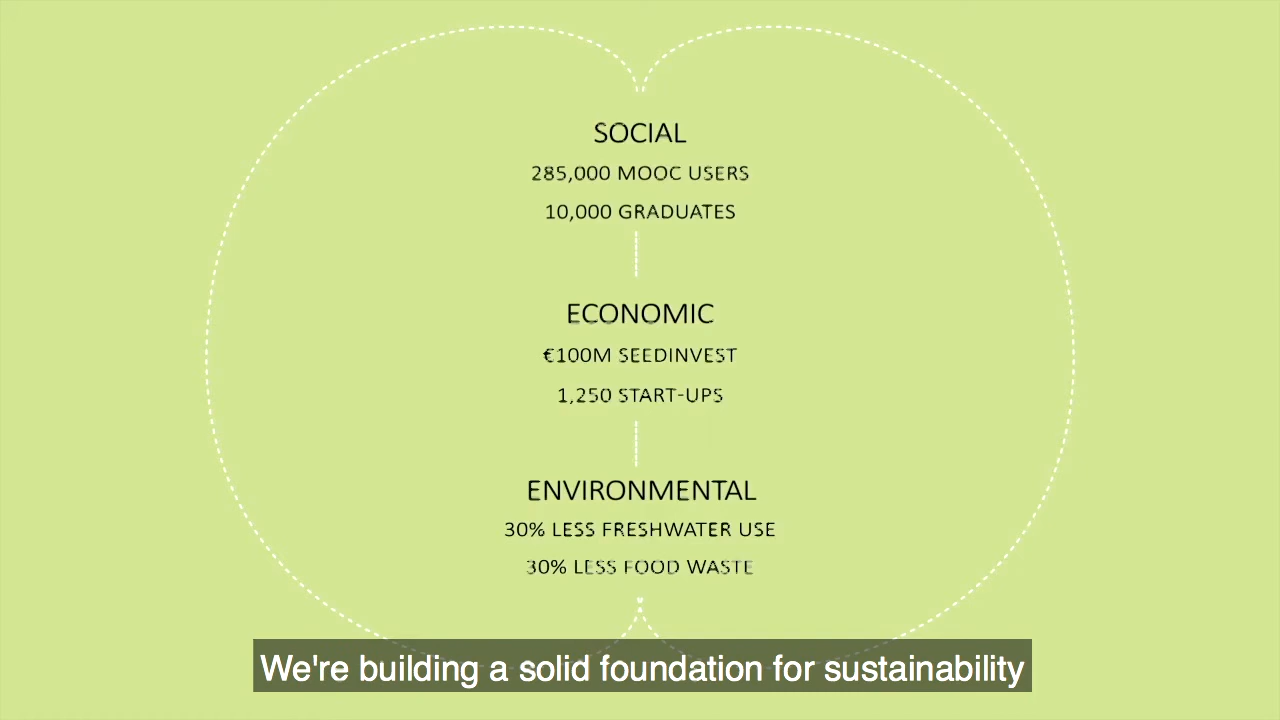 SOCIAL
285,000 MOOC USERS
10,000 GRADUATES
ECONOMIC
€100M SEEDINVEST
1,250 START-UPS
ENVIRONMENTAL
30% LESS FRESHWATER USE
30% LESS FOOD WASTE
We're building a solid foundation for sustainability